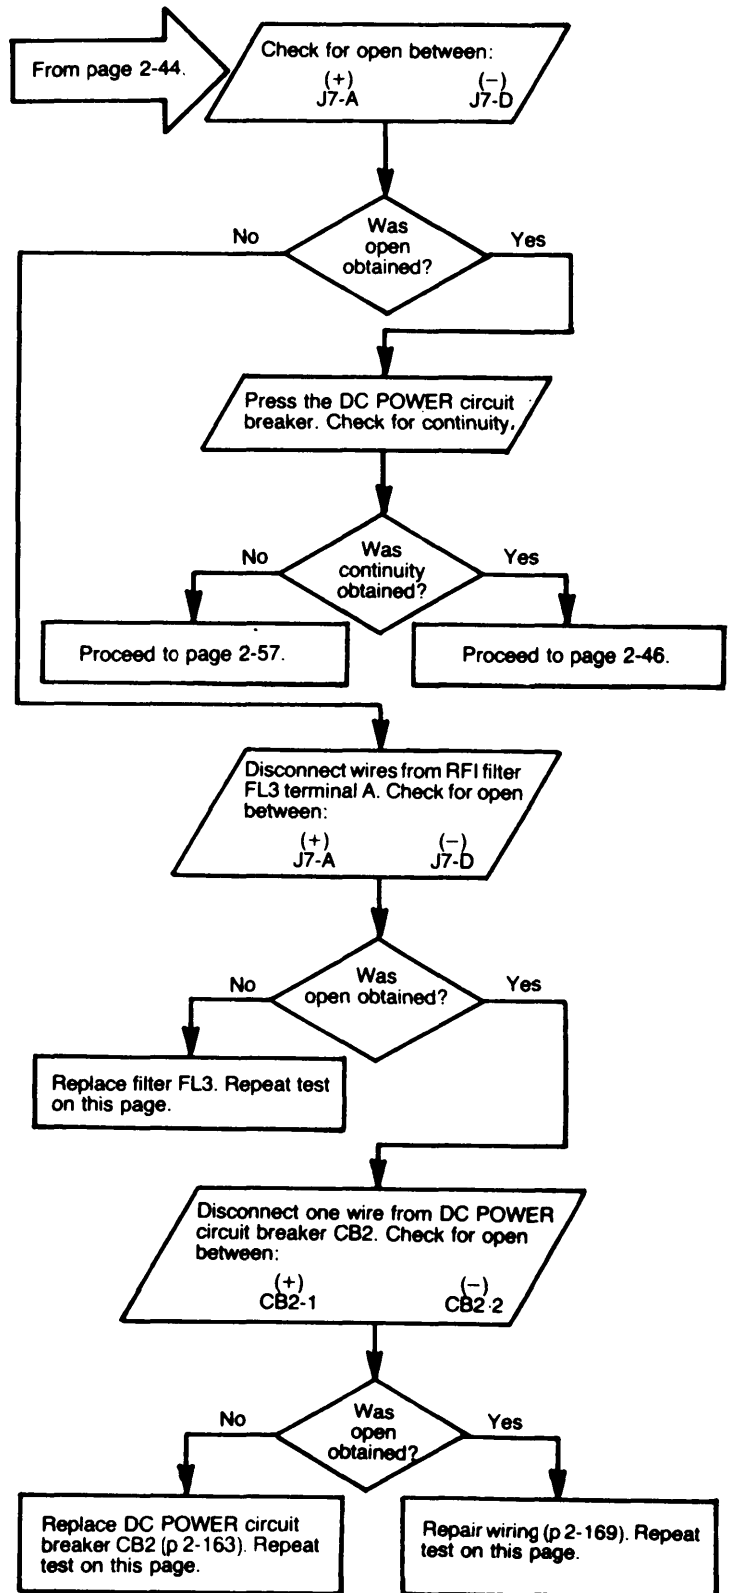 From page 2-44.
Check for open between:
(+) (−)
J7-A J7-D
Was
open
obtained?
No
Yes
Press the DC POWER circuit
breaker. Check for continuity.
Was
continuity
obtained?
No
Yes
Proceed to page 2-57.
Proceed to page 2-46.
Disconnect wires from RFI filter
FL3 terminal A. Check for open
between:
(+) (−)
J7-A J7-D
Was
open obtained?
No
Yes
Replace filter FL3. Repeat test
on this page.
Disconnect one wire from DC POWER
circuit breaker CB2. Check for open
between:
(+) (−)
CB2-1 CB2-2
Was
open
obtained?
No
Yes
Replace DC POWER circuit
breaker CB2 (p 2-163). Repeat
test on this page.
Repair wiring (p 2-169). Repeat
test on this page.